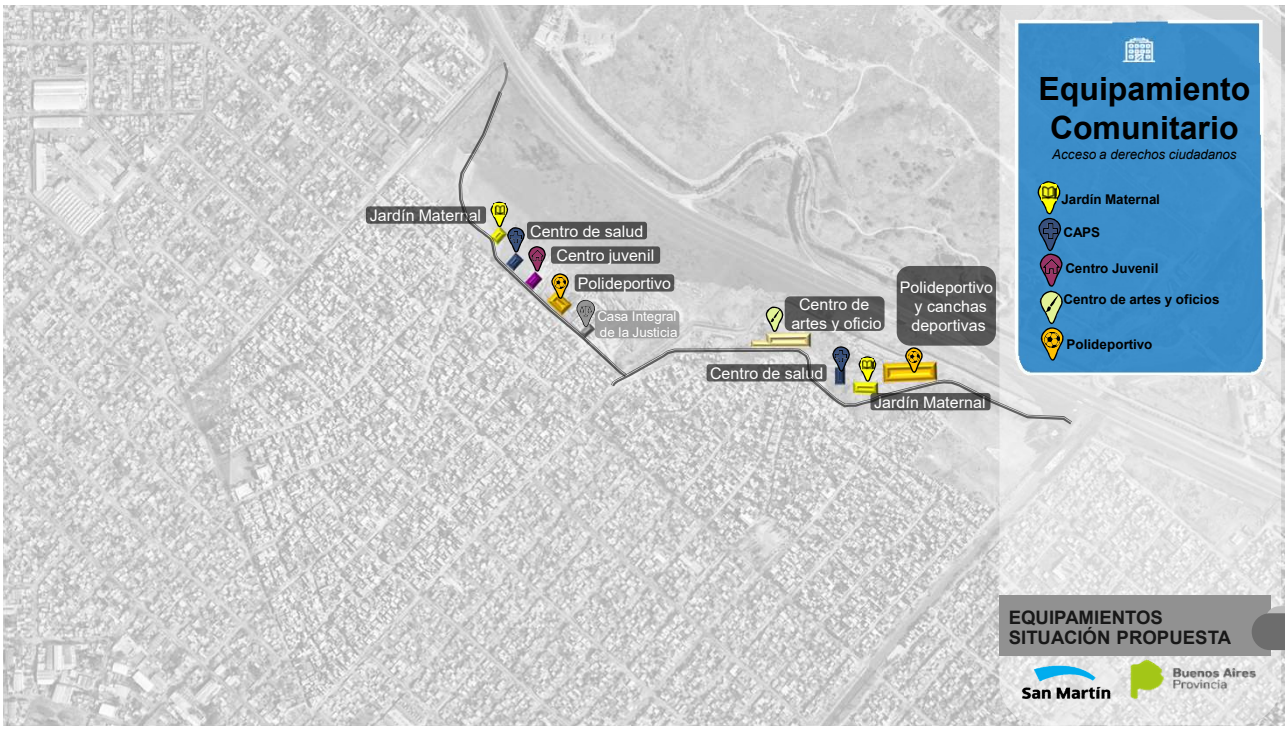 Equipamiento
Comunitario
Acceso a derechos ciudadanos
Jardín Maternal
CAPS
Centro Juvenil
Centro de artes y oficios
Polideportivo
Jardín Maternal
Centro de salud
Centro juvenil
Polideportivo
Casa Integral
de la Justicia
Centro de
artes y oficio
Polideportivo
y canchas
deportivas
Centro de salud
Jardín Maternal
EQUIPAMIENTOS
SITUACIÓN PROPUESTA
San Martín
Buenos Aires
Provincia